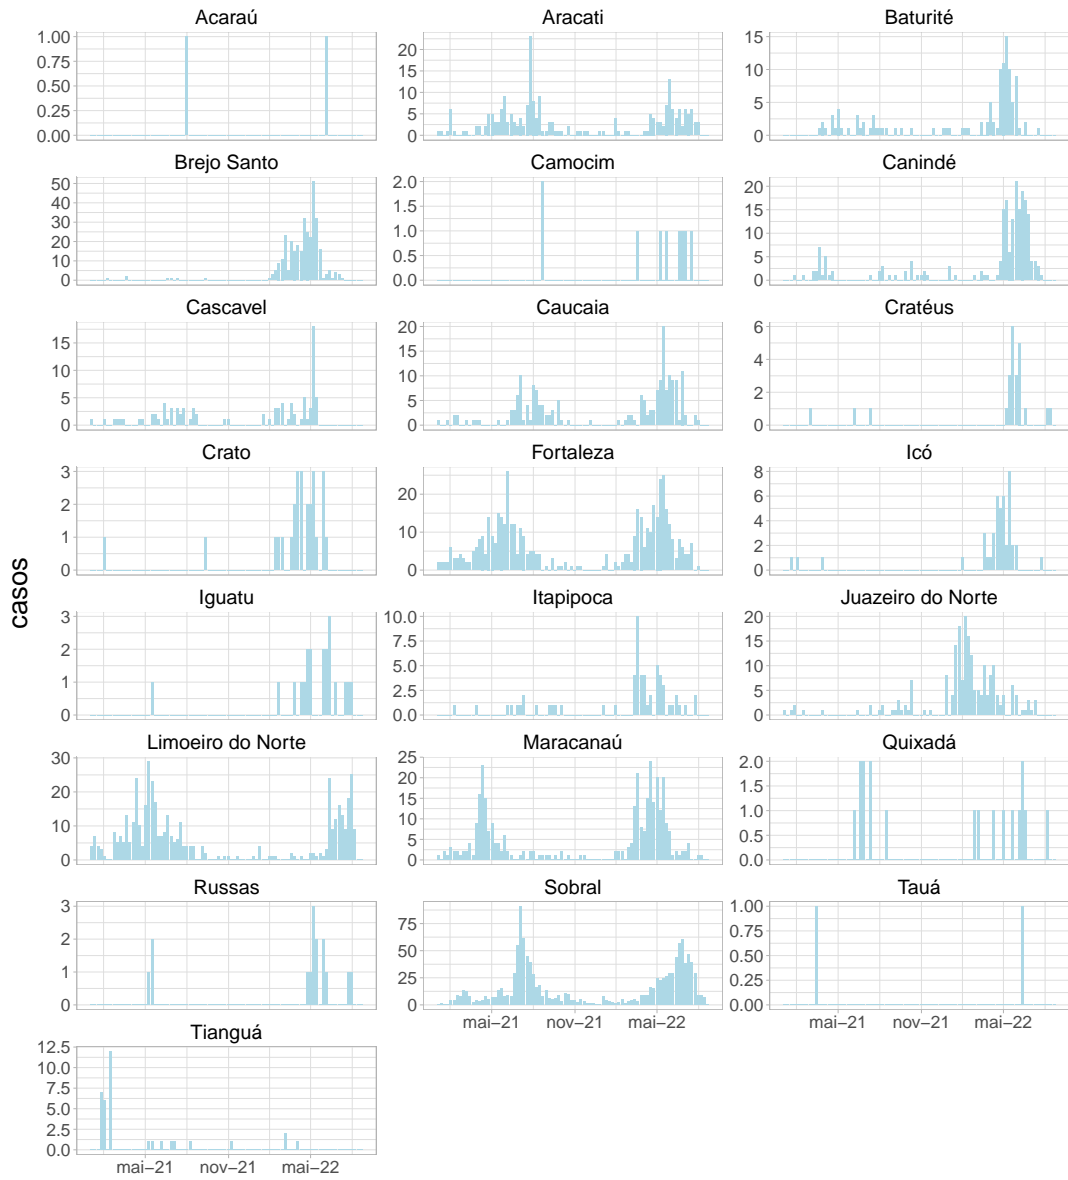 Acaraú Aracati Baturité
1.00 0.75 0.50 0.25 0.00
20 15 10 5 0
15 10 5 0
Brejo Santo Camocim Canindé
50 40 30 20 10 0
2.0 1.5 1.0 0.5 0.0
20 15 10 5 0
Cascavel Caucaia Cratéus
15 10 5 0
20 15 10 5 0
6 4 2 0
Crato Fortaleza Icó
3 2 1 0
20 10 0
8 6 4 2 0
casos
Iguatu Itapipoca Juazeiro do Norte
3 2 1 0
10.0 7.5 5.0 2.5 0.0
20 15 10 5 0
Limoeiro do Norte Maracanaú Quixadá
30 20 10 0
25 20 15 10 5 0
2.0 1.5 1.0 0.5 0.0
Russas Sobral Tauá
3 2 1 0
75 50 25 0
1.00 0.75 0.50 0.25 0.00
mai–21 nov–21 mai–22 mai–21 nov–21 mai–22
Tianguá
12.5 10.0 7.5 5.0 2.5 0.0
mai–21 nov–21 mai–22